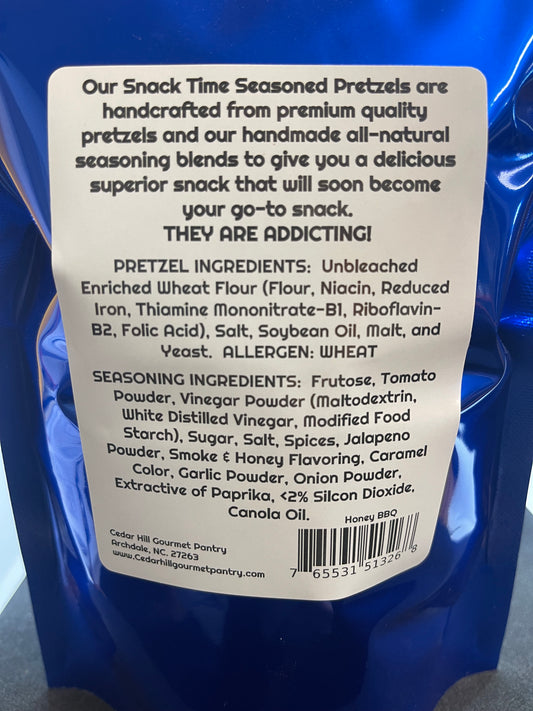 Our Snack Time Seasoned Pretzels are
handcrafted from premium quality
pretzels and our handmade all-natural
seasoning blends to give you a delicious
superior snack that will soon become
your go-to snack.
THEY ARE ADDICTING!
PRETZEL INGREDIENTS: Unbleached
Enriched Wheat Flour (Flour, Niacin, Reduced
Iron, Thiamine Mononitrate-B1, Riboflavin-
B2, Folic Acid), Salt, Soybean Oil, Malt, and
Yeast. ALLERGEN: WHEAT
SEASONING INGREDIENTS: Frutose, Tomato
Powder, Vinegar Powder (Maltodextrin,
White Distilled Vinegar, Modified Food
Starch), Sugar, Salt, Spices, Jalapeno
Powder, Smoke & Honey Flavoring, Caramel
Color, Garlic Powder, Onion Powder,
Extractive of Paprika, <2% Silcon Dioxide,
Canola Oil.
Honey BBQ
Cedar Hill Gourmet Pantry
Archdale, NC. 27263
www.Cedarhillgourmetpantry.com
7 65531 51326 8